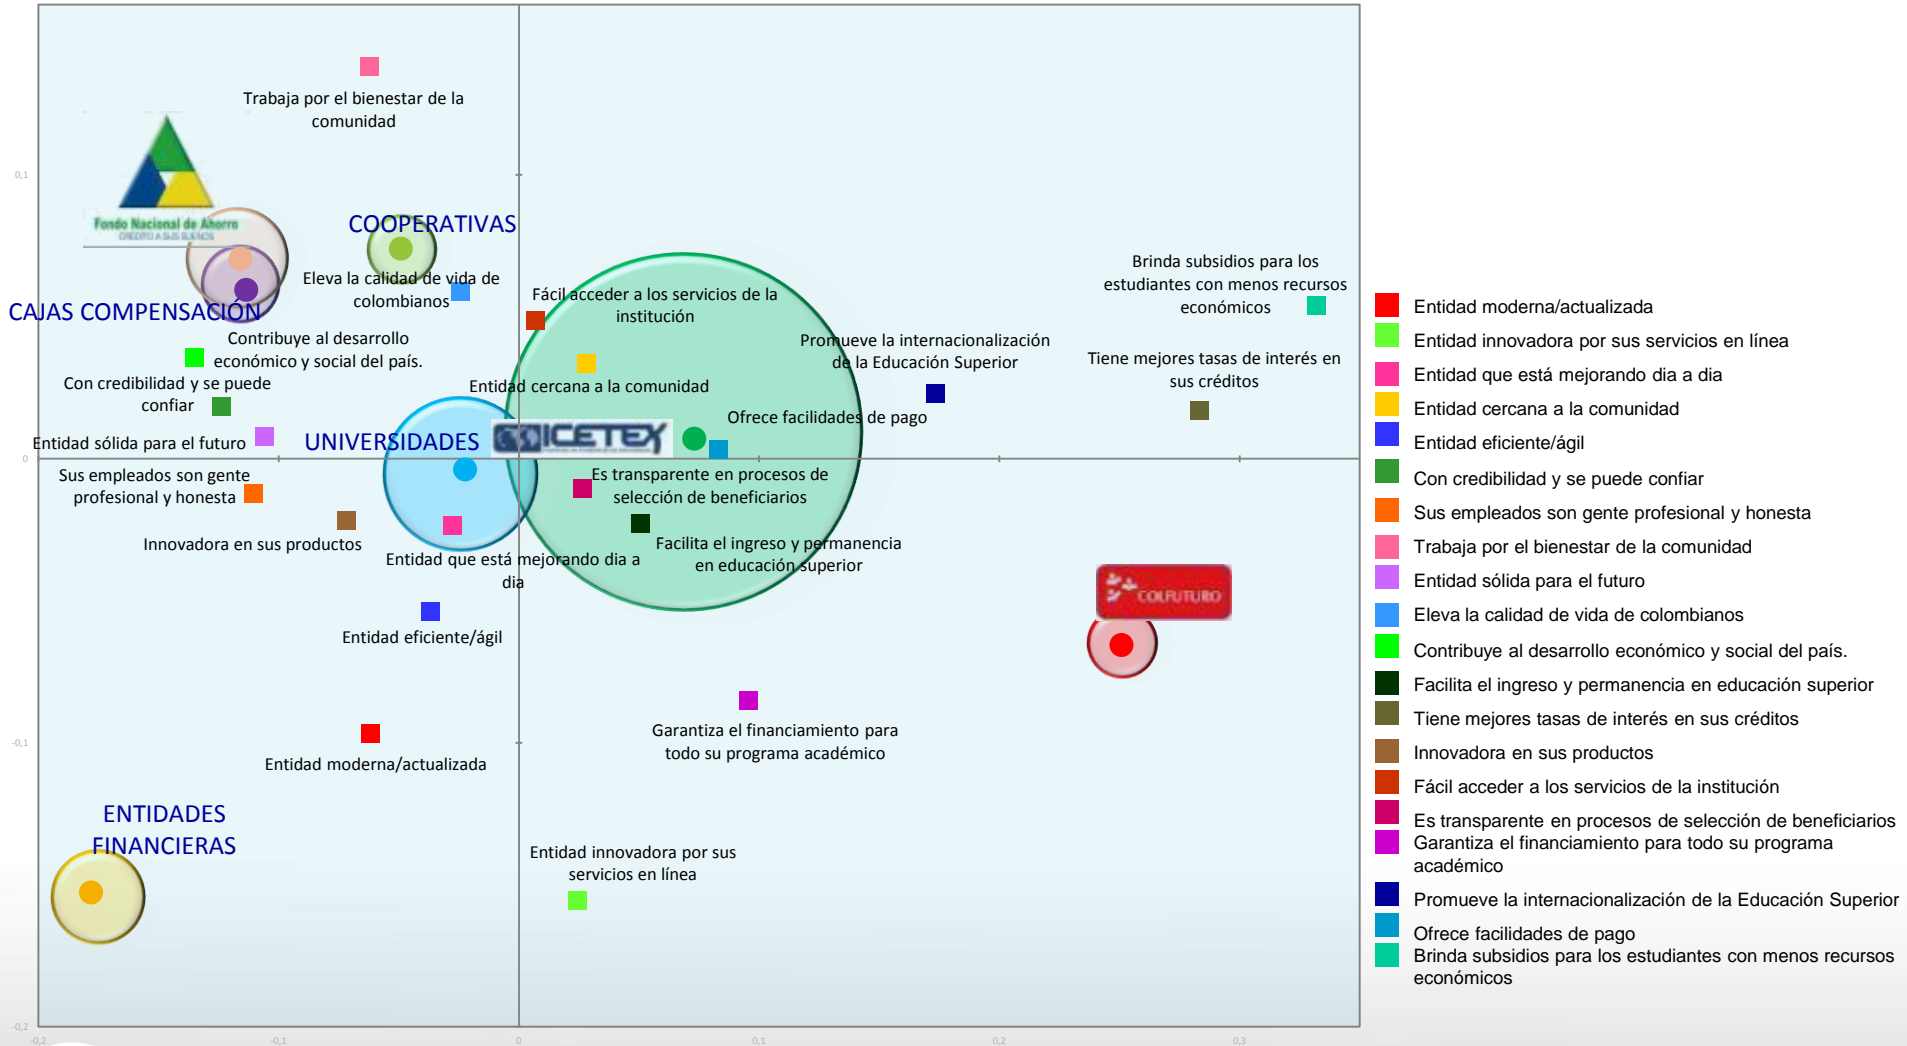 Trabaja por el bienestar de la
comunidad
0,1
Fondo Nacional de Ahorro
CRÉDITO A SUS SUEÑOS
COOPERATIVAS
Eleva la calidad de vida de
colombianos
CAJAS COMPENSACIÓN
Fácil acceder a los servicios de la
institución
Brinda subsidios para los
estudiantes con menos recursos
económicos
Contribuye al desarrollo
económico y social del país.
Promueve la internacionalización
de la Educación Superior
Tiene mejores tasas de interés en
sus créditos
Con credibilidad y se puede
confiar
Entidad cercana a la comunidad
Ofrece facilidades de pago
Entidad sólida para el futuro
UNIVERSIDADES
ICETEX
0
Sus empleados son gente
profesional y honesta
Es transparente en procesos de
selección de beneficiarios
Innovadora en sus productos
Entidad que está mejorando dia a
dia
Facilita el ingreso y permanencia
en educación superior
COLFUTURO
Entidad eficiente/ágil
Garantiza el financiamiento para
todo su programa académico
-0,1
Entidad moderna/actualizada
ENTIDADES
FINANCIERAS
Entidad innovadora por sus
servicios en línea
-0,2
-0,2
-0,1
0
0,1
0,2
0,3
Entidad moderna/actualizada
Entidad innovadora por sus servicios en línea
Entidad que está mejorando dia a dia
Entidad cercana a la comunidad
Entidad eficiente/ágil
Con credibilidad y se puede confiar
Sus empleados son gente profesional y honesta
Trabaja por el bienestar de la comunidad
Entidad sólida para el futuro
Eleva la calidad de vida de colombianos
Contribuye al desarrollo económico y social del país.
Facilita el ingreso y permanencia en educación superior
Tiene mejores tasas de interés en sus créditos
Innovadora en sus productos
Fácil acceder a los servicios de la institución
Es transparente en procesos de selección de beneficiarios
Garantiza el financiamiento para todo su programa
académico
Promueve la internacionalización de la Educación Superior
Ofrece facilidades de pago
Brinda subsidios para los estudiantes con menos recursos
económicos